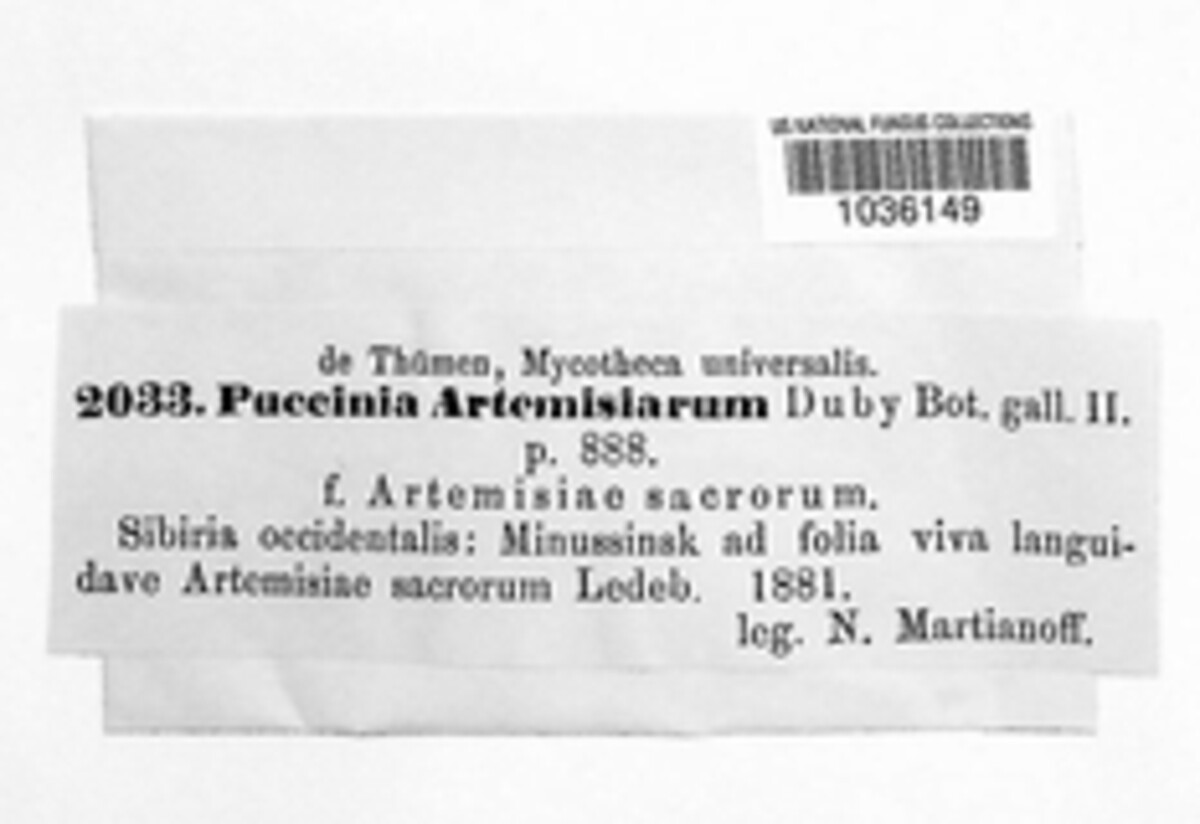 US NATIONAL FUNGUS COLLECTIONS
1036149
de Thümen, Mycotheca universalis.
2033. Puccinia Artemisiarum Duby Bot. gall. II.
p. 888.
f. Artemisiae sacrorum.
Sibiria occidentalis: Minussinsk ad folia viva langui-
dave Artemisiae sacrorum Ledeb. 1881.
leg. N. Martianoff.